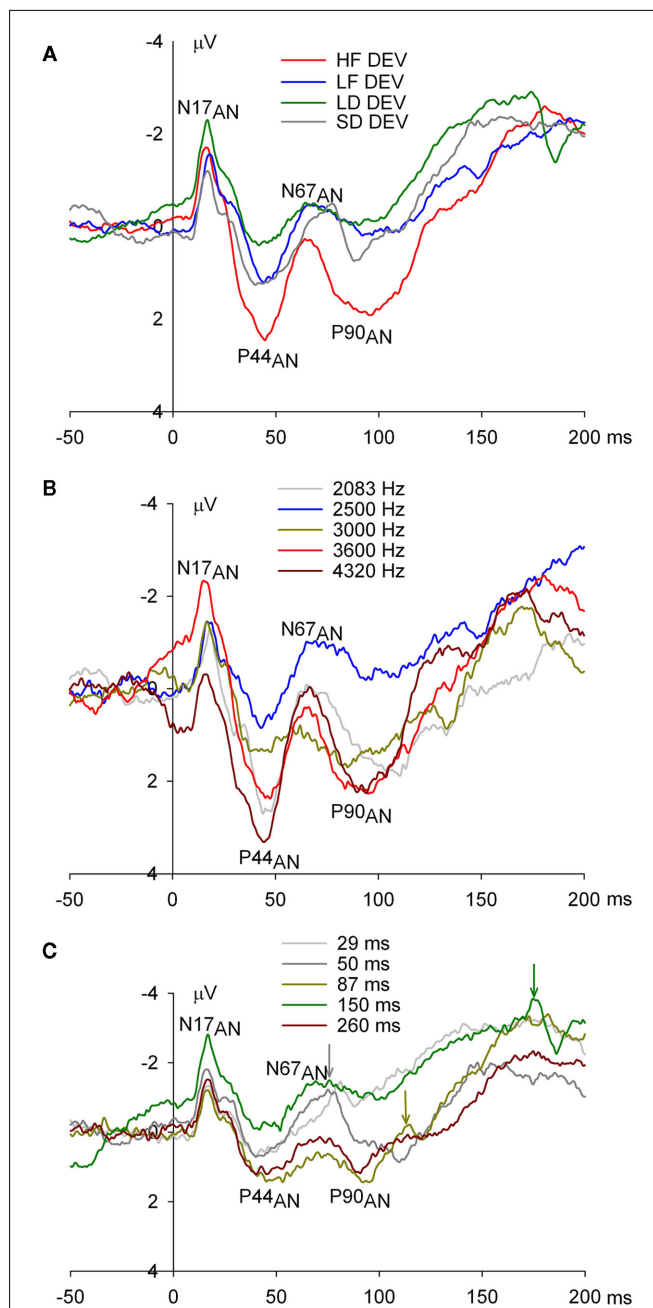 A
-4 μV
HF DEV
LF DEV
LD DEV
SD DEV
N17AN
-2
N67AN
0
2
P44AN
P90AN
4
-50 0 50 100 150 200 ms
B
-4 μV
2083 Hz
2500 Hz
3000 Hz
3600 Hz
4320 Hz
N17AN
-2
N67AN
0
2
P90AN
P44AN
4
-50 0 50 100 150 200 ms
C
29 ms
50 ms
87 ms
150 ms
260 ms
-4 μV
N17AN
-2
N67AN
P44AN P90AN
2
4
-50 0 50 100 150 200 ms